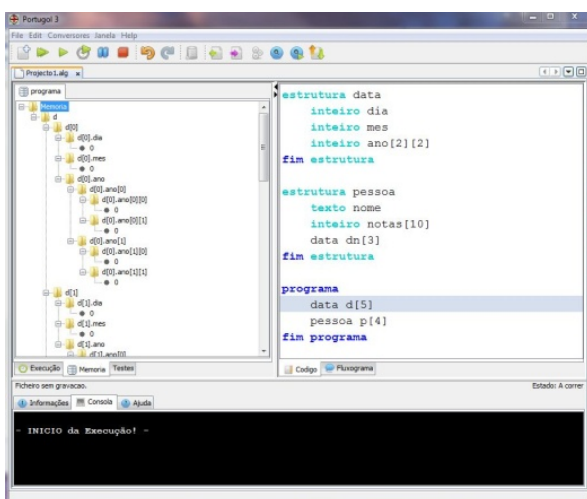 Portugol 3
File Edit Conversores Janela Help
Projecto1.alg
programa
Memoria
d
d[0]
d[0].dia
0
d[0].mes
0
d[0].ano
d[0].ano[0]
d[0].ano[0][0]
0
d[0].ano[0][1]
0
d[0].ano[1]
d[0].ano[1][0]
0
d[0].ano[1][1]
0
d[1]
d[1].dia
0
d[1].mes
0
d[1].ano
d[1].ano[0]
Execução Memoria Testes
estrutura data
inteiro dia
inteiro mes
inteiro ano[2][2]
fim estrutura
estrutura pessoa
texto nome
inteiro notas[10]
data dn[3]
fim estrutura
programa
data d[5]
pessoa p[4]
fim programa
Codigo Fluxograma
Ficheiro sem gravacao. Estado: A correr
Informações Consola Ajuda
- INICIO da Execução! -